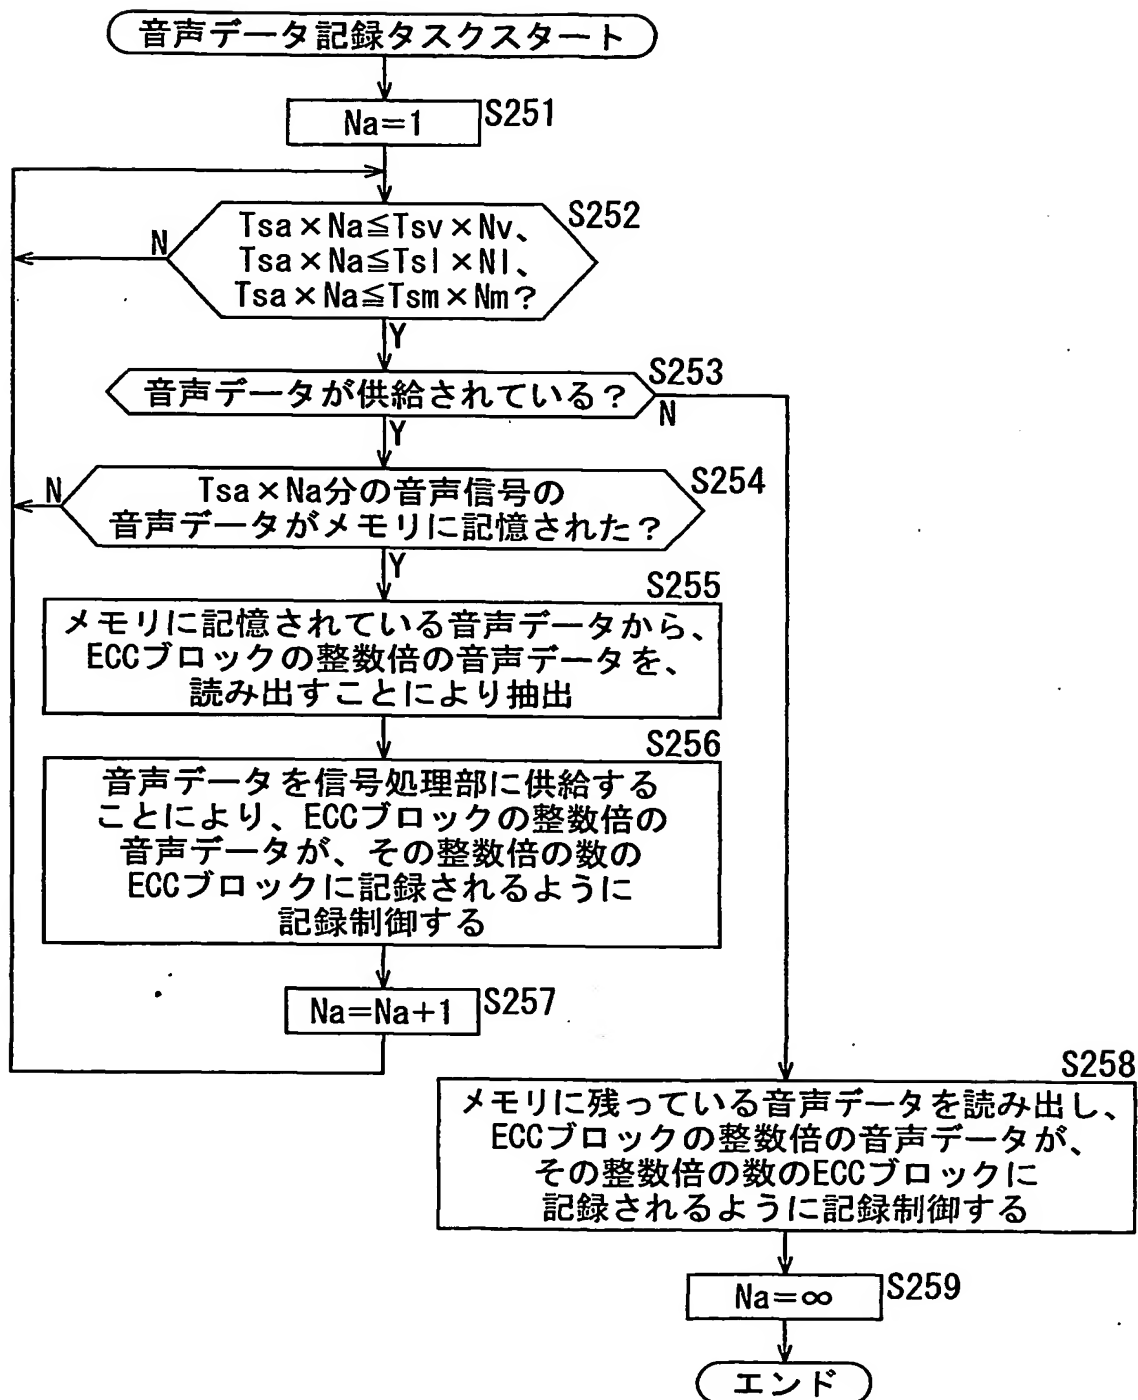 音声データ記録タスクスタート
Na=1
S251
Tsa×Na≦Tsv×Nv、
Tsa×Na≦Tsl×Nl、
Tsa×Na≦Tsm×Nm?
S252
N
Y
音声データが供給されている?
S253
N
Y
Tsa×Na分の音声信号の
音声データがメモリに記憶された?
S254
N
Y
S255
メモリに記憶されている音声データから、
ECCブロックの整数倍の音声データを、
読み出すことにより抽出
S256
音声データを信号処理部に供給する
ことにより、ECCブロックの整数倍の
音声データが、その整数倍の数の
ECCブロックに記録されるように
記録制御する
Na=Na+1
S257
S258
メモリに残っている音声データを読み出し、
ECCブロックの整数倍の音声データが、
その整数倍の数のECCブロックに
記録されるように記録制御する
Na=∞
S259
エンド